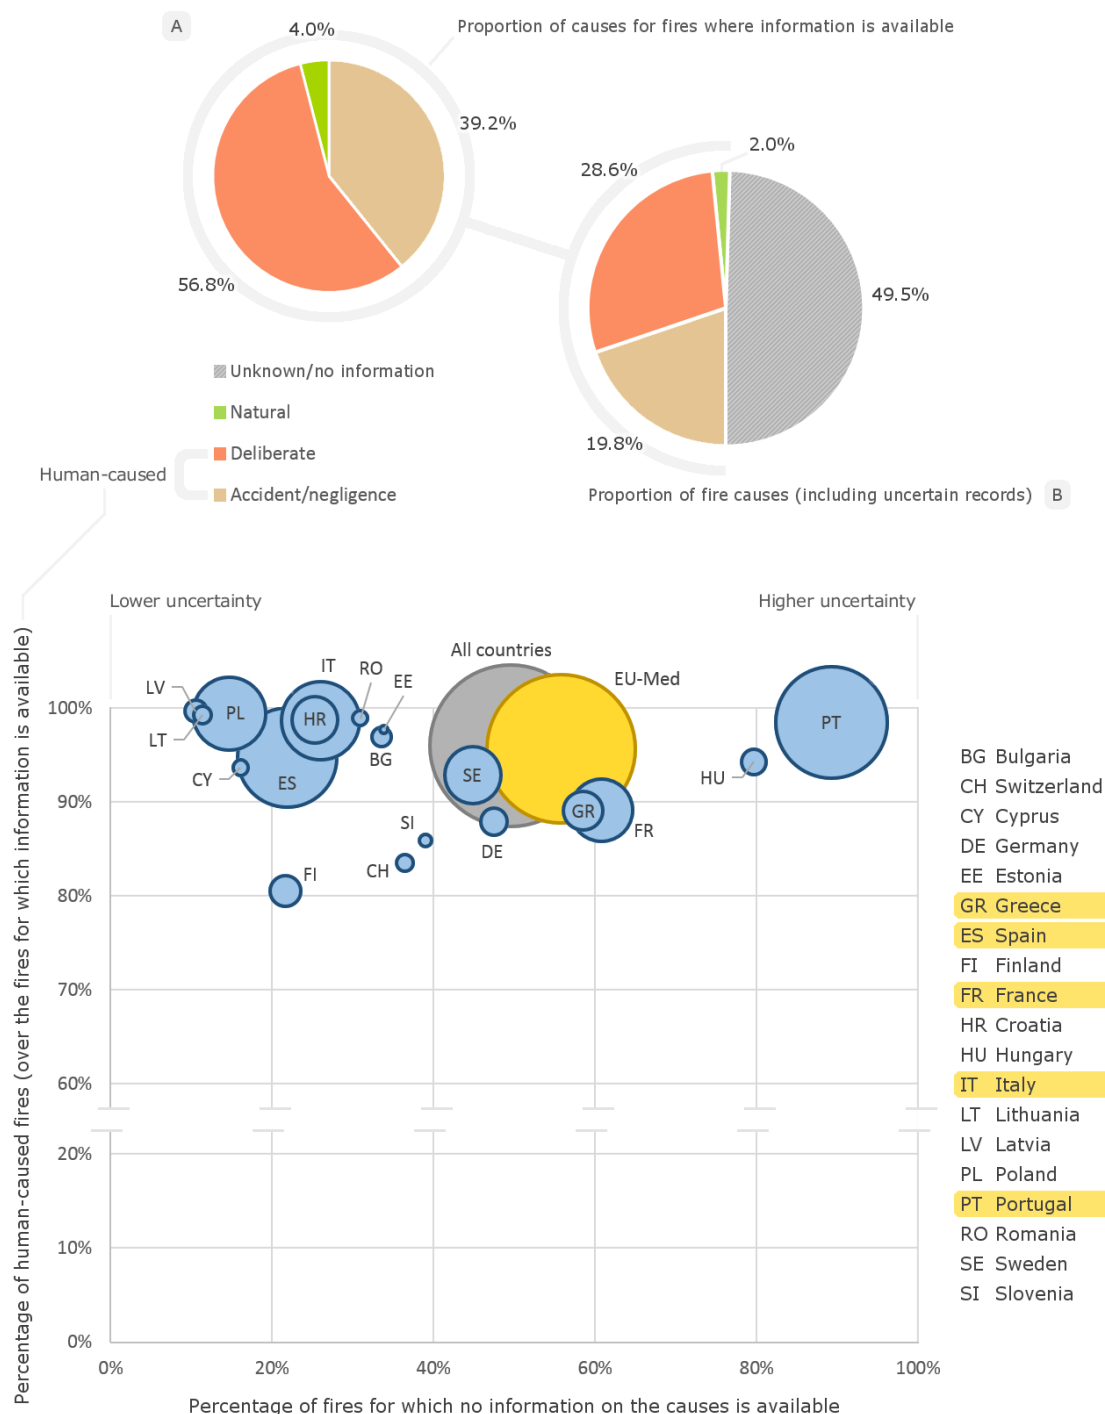 A
Proportion of causes for fires where information is available
4.0%
39.2%
56.8%
2.0%
28.6%
49.5%
19.8%
Unknown/no information
Natural
Deliberate
Accident/negligence
Human-caused
Proportion of fire causes (including uncertain records) B
Lower uncertainty
Higher uncertainty
Percentage of human-caused fires (over the fires for which information is available)
All countries
EU-Med
IT
RO
EE
LV
LT
PL
HR
BG
CY
ES
SE
GR
FR
DE
SI
CH
FI
HU
PT
100%
90%
80%
70%
60%
20%
10%
0%
0%
20%
40%
60%
80%
100%
Percentage of fires for which no information on the causes is available
BG Bulgaria
CH Switzerland
CY Cyprus
DE Germany
EE Estonia
GR Greece
ES Spain
FI Finland
FR France
HR Croatia
HU Hungary
IT Italy
LT Lithuania
LV Latvia
PL Poland
PT Portugal
RO Romania
SE Sweden
SI Slovenia